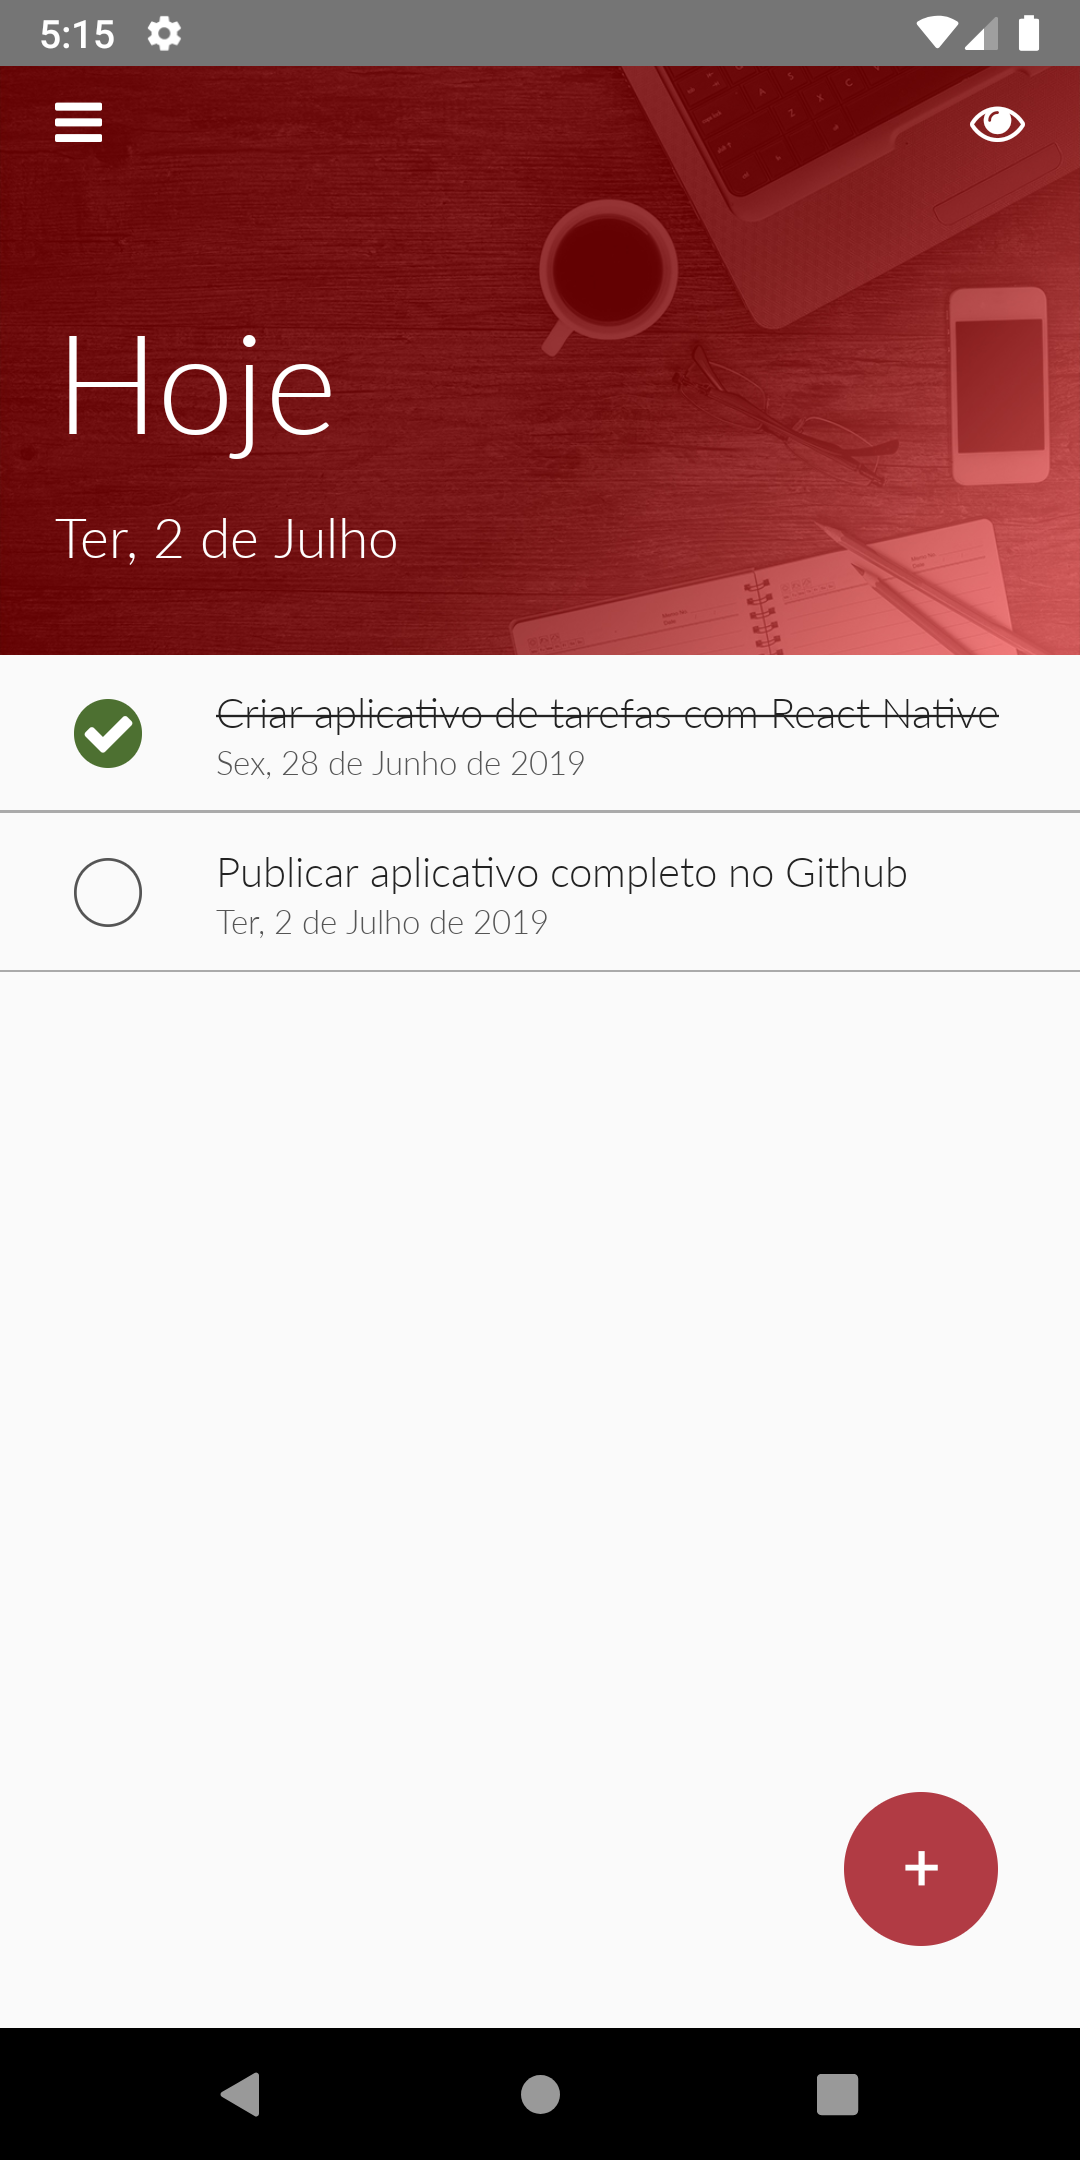 5:15
Hoje
Ter, 2 de Julho
Criar aplicativo de tarefas com React Native
Sex, 28 de Junho de 2019
Publicar aplicativo completo no Github
Ter, 2 de Julho de 2019
+